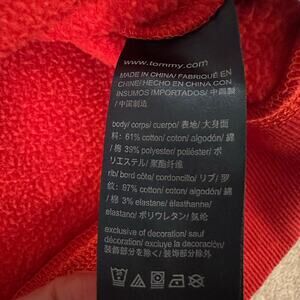 www.tommy.com
MADE IN CHINA/ FABRIQUÉ EN
CHINE/ HECHO EN CHINA CON
INSUMOS IMPORTADOS/ 中國製
/ 中国制造
body/ corps/ cuerpo/ 表地/ 大身面
料: 61% cotton/ coton/ algodón/ 綿
/ 棉 39% polyester/ poliéster/ ポ
リエステル/ 聚酯纤维
rib/ bord côte/ cordoncillo/ リブ/ 罗
纹: 97% cotton/ coton/ algodón/ 綿
/ 棉 3% elastane/ élasthanne/
elastano/ ポリウレタン/ 氨纶
exclusive of decoration/ sauf
décoration/ excluye la decoración/
装飾部分を除く/ 装饰部分除外